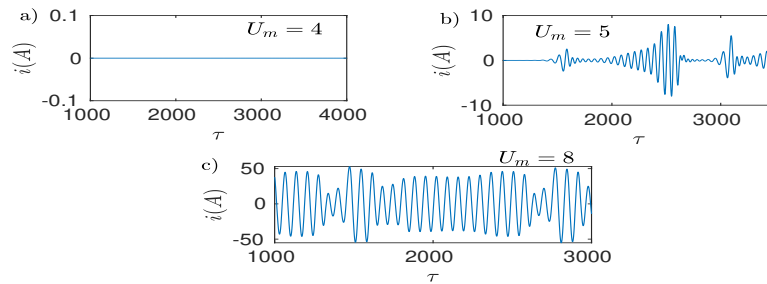 a)
U_m = 4
0.1
0
-0.1
i(A)
1000 2000 3000 4000
τ
b)
U_m = 5
10
0
-10
i(A)
1000 2000 3000
τ
c)
U_m = 8
50
0
-50
i(A)
1000 2000 3000
τ